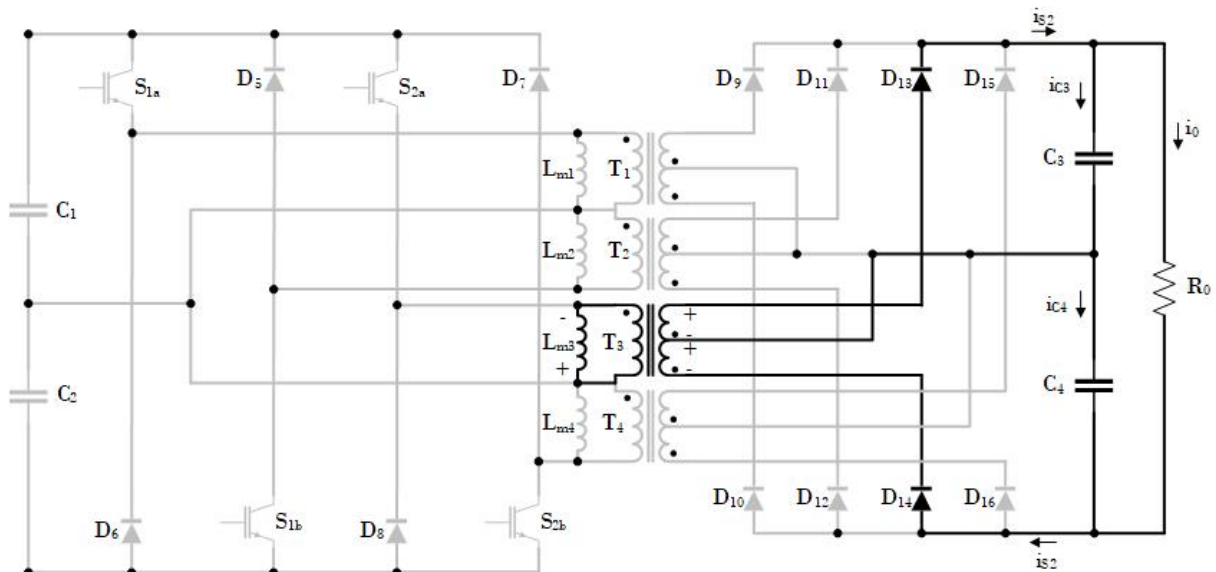 iS2
D5
D7
D9
D11
D13
D15
S1a
S2a
iC3
i0
Lm1
T1
C3
C1
Lm2
T2
R0
iC4
-
+
Lm3
T3
-
+
+
-
C2
C4
Lm4
T4
D10
D12
D14
D16
D6
S1b
D8
S2b
iS2